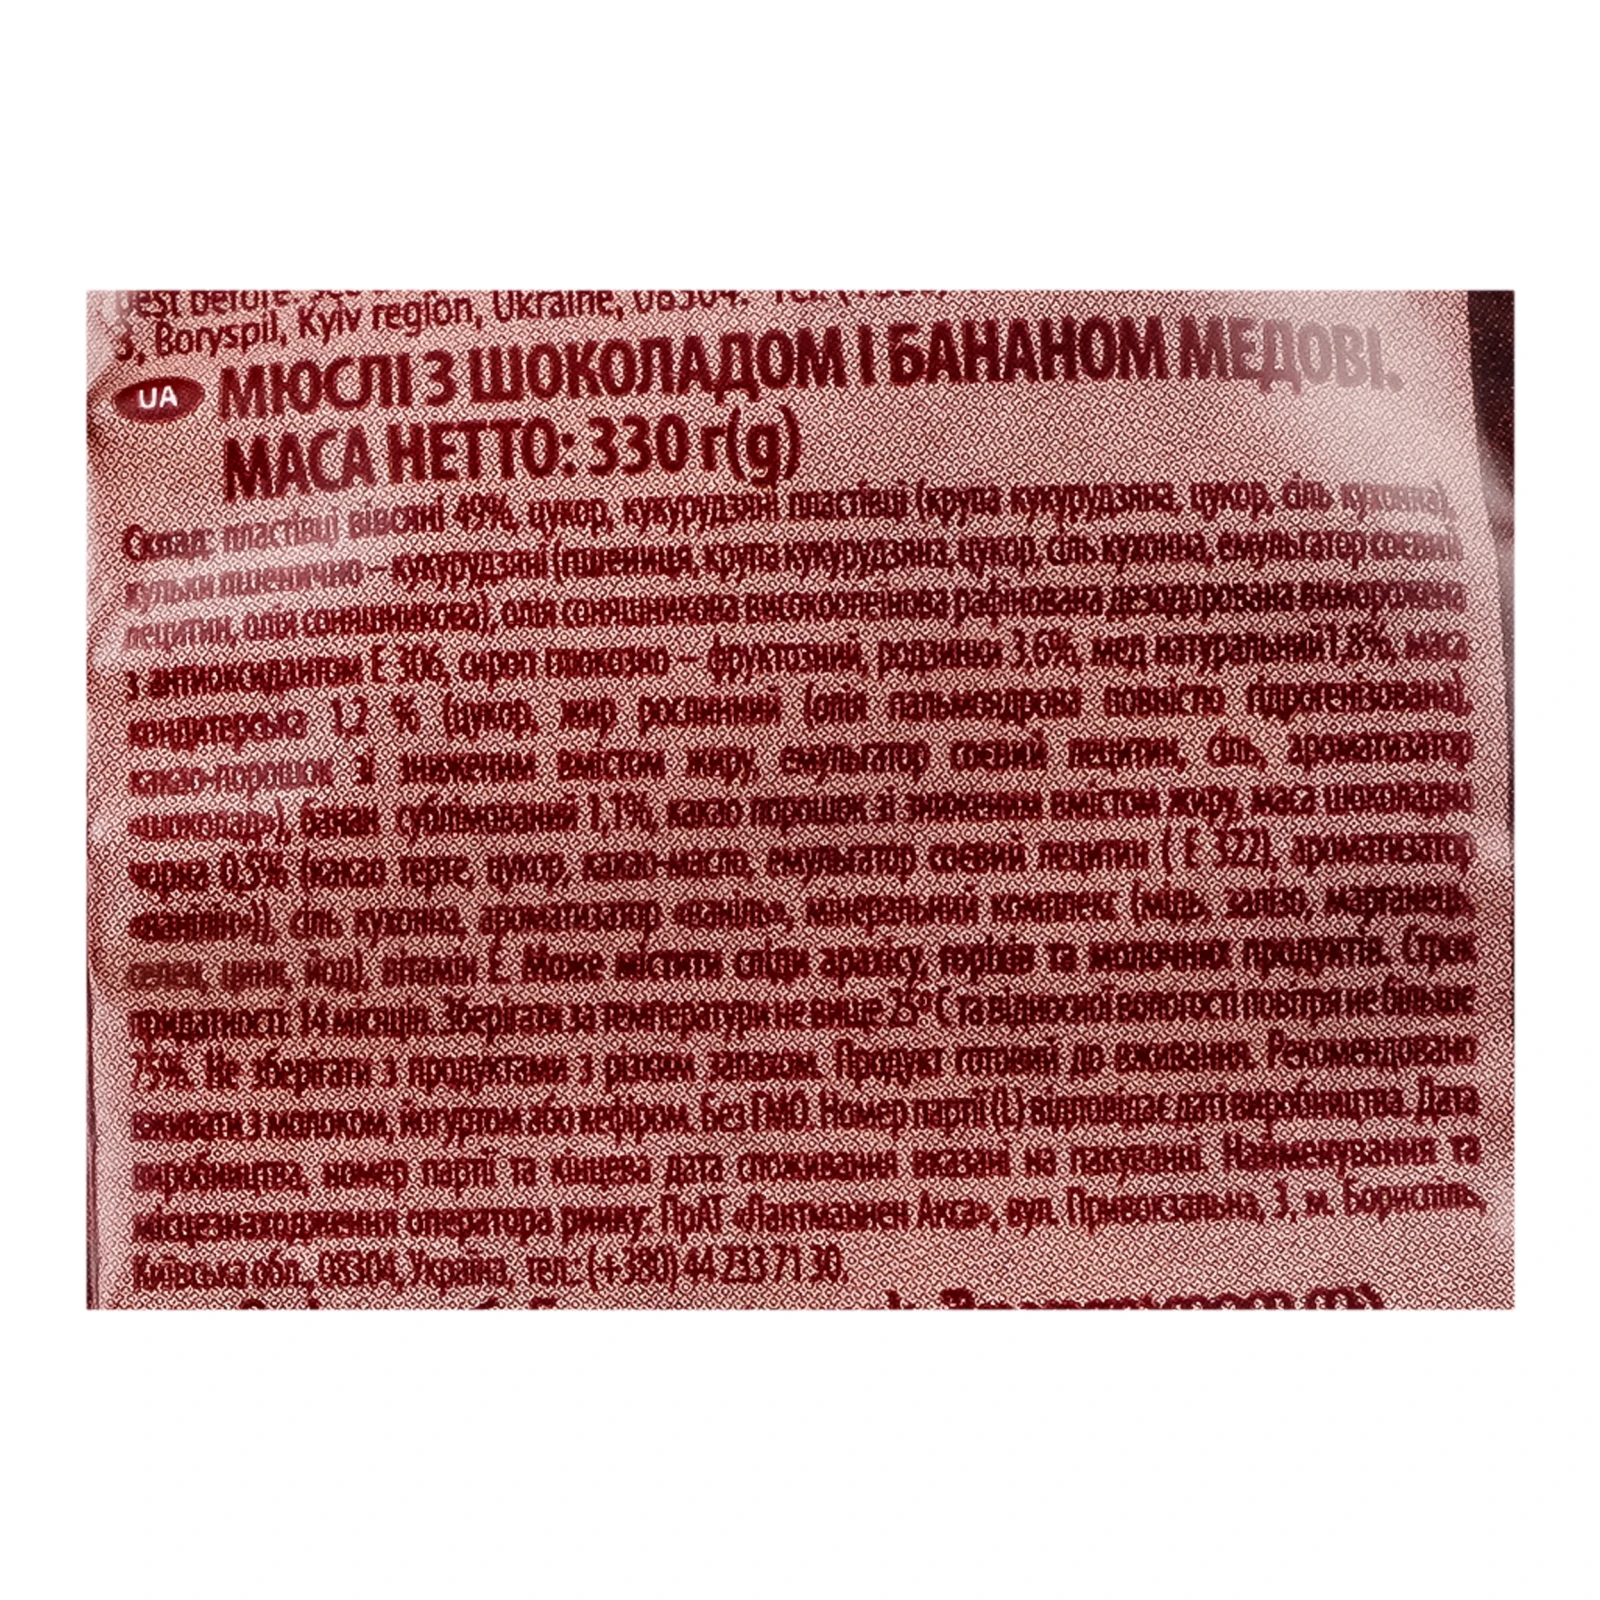 3, Boryspil, Kyiv region, Ukraine, 08304.
UA МЮСЛІ З ШОКОЛАДОМ І БАНАНОМ МЕДОВІ.
МАСА НЕТТО: 330 г(g)
Склад: пластівці вівсяні 49%, цукор, кукурудзяні пластівці (крупа кукурудзяна, цукор, сіль кухонна),
кульки пшенично – кукурудзяні (пшениця, крупа кукурудзяна, цукор, сіль кухонна, емульгатор соєвий
лецитин, олія соняшникова), олія соняшникова високоолеїнова рафінована дезодорована виморожена
з антиоксидантом Е 306, сироп глюкозно – фруктозний, родзинки 3,6%, мед натуральний 1,8%, маса
кондитерська 1,2 % (цукор, жир рослинний (олія пальмоядрова повністю гідрогенізована),
какао-порошок зі зниженим вмістом жиру, емульгатор соєвий лецитин, сіль, ароматизатор
«шоколад»), банан сублімований 1,1%, какао порошок зі зниженим вмістом жиру, маса шоколадна
чорна 0,5% (какао терте, цукор, какао-масло, емульгатор соєвий лецитин ( Е 322), ароматизатор
«ванілін»)), сіль кухонна, ароматизатор «ваніль», мінеральний комплекс (мідь, залізо, марганець,
селен, цинк, йод), вітамін Е. Може містити сліди арахісу, горіхів та молочних продуктів. Строк
придатності: 14 місяців. Зберігати за температури не вище 25° С та відносної вологості повітря не більше
75%. Не зберігати з продуктами з різким запахом. Продукт готовий до вживання. Рекомендовано
вживати з молоком, йогуртом або кефіром. Без ГМО. Номер партії (L) відповідає даті виробництва. Дата
виробництва, номер партії та кінцева дата споживання вказані на пакуванні. Найменування та
місцезнаходження оператора ринку: ПрАТ «Лантманнен Акса», вул. Привокзальна, 3, м. Бориспіль,
Київська обл., 08304, Україна, тел.: (+380) 44 233 71 30.